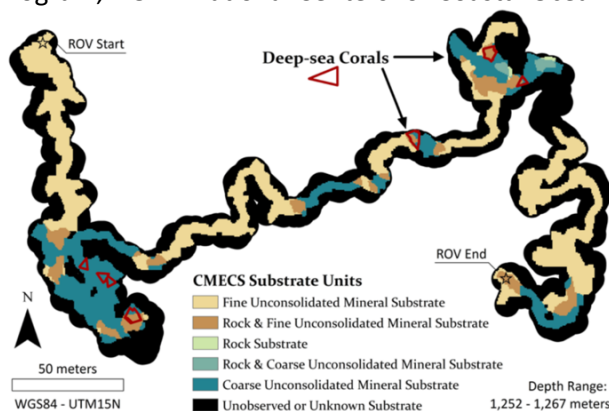 ROV Start
Deep-sea Corals
ROV End
CMECS Substrate Units
Fine Unconsolidated Mineral Substrate
Rock & Fine Unconsolidated Mineral Substrate
Rock Substrate
Rock & Coarse Unconsolidated Mineral Substrate
Coarse Unconsolidated Mineral Substrate
Unobserved or Unknown Substrate
N
50 meters
WGS84 - UTM15N
Depth Range:
1,252 - 1,267 meters